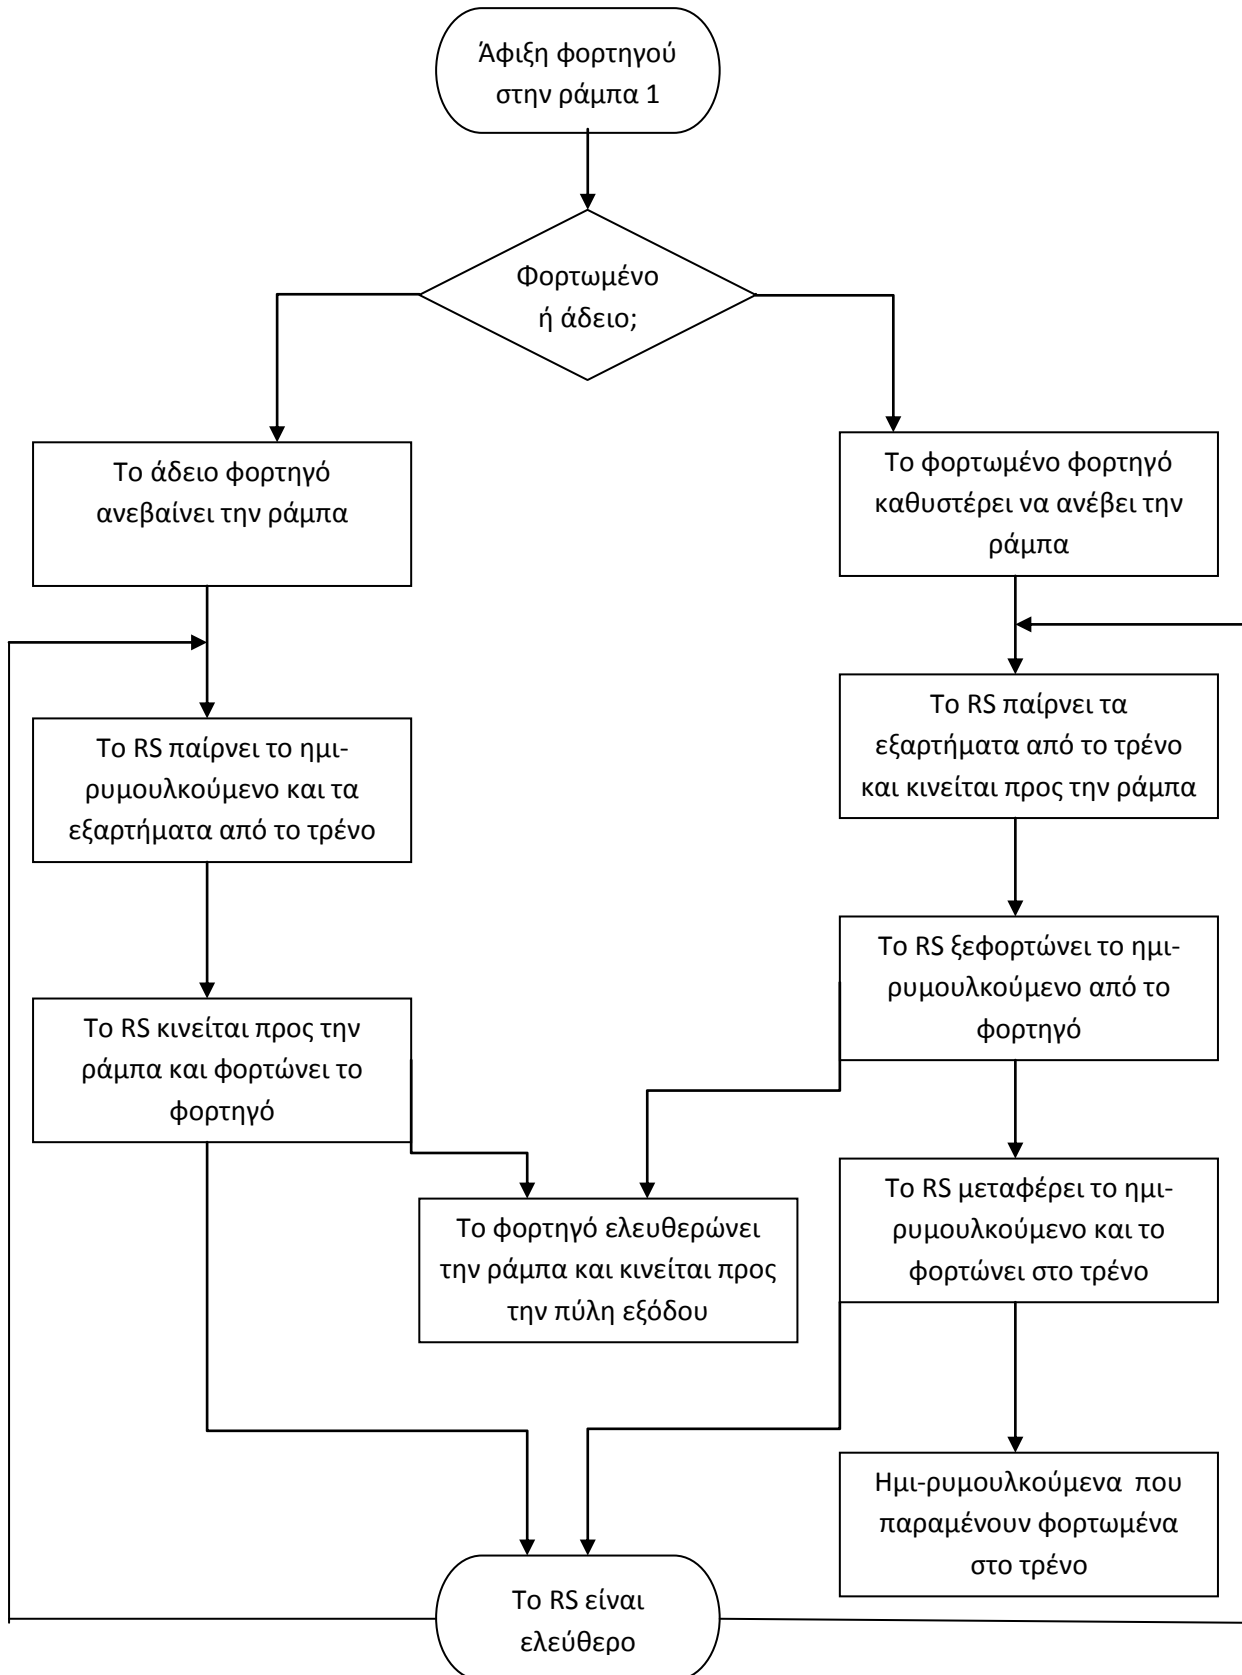 Άφιξη φορτηγού
στην ράμπα 1
Φορτωμένο
ή άδειο;
Το άδειο φορτηγό
ανεβαίνει την ράμπα
Το φορτωμένο φορτηγό
καθυστέρει να ανέβει την
ράμπα
Το RS παίρνει το ημι-
ρυμουλκούμενο και τα
εξαρτήματα από το τρένο
Το RS παίρνει τα
εξαρτήματα από το τρένο
και κινείται προς την ράμπα
Το RS κινείται προς την
ράμπα και φορτώνει το
φορτηγό
Το RS ξεφορτώνει το ημι-
ρυμουλκούμενο από το
φορτηγό
Το φορτηγό ελευθερώνει
την ράμπα και κινείται προς
την πύλη εξόδου
Το RS μεταφέρει το ημι-
ρυμουλκούμενο και το
φορτώνει στο τρένο
Ημι-ρυμουλκούμενα που
παραμένουν φορτωμένα
στο τρένο
Το RS είναι
ελεύθερο